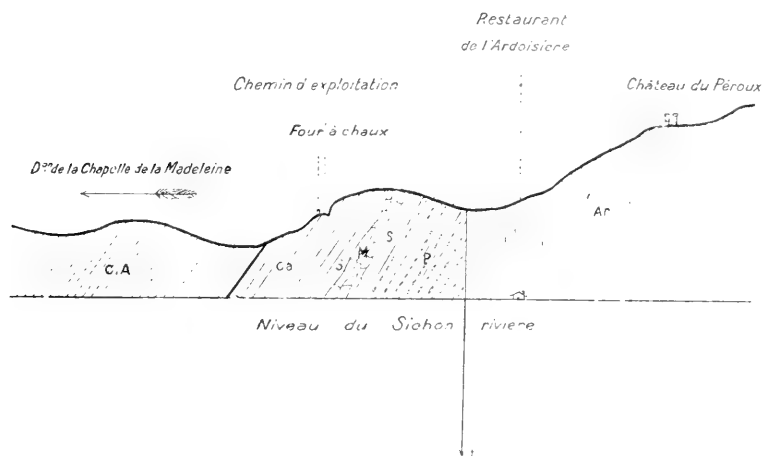 Restaurant
de l'Ardoisière
Chemin d'exploitation
Château du Péroux
Four à chaux
Don de la Chapelle de la Madeleine
Ar
S
C.A
Ca
S
M
P
Niveau du Sichon rivière